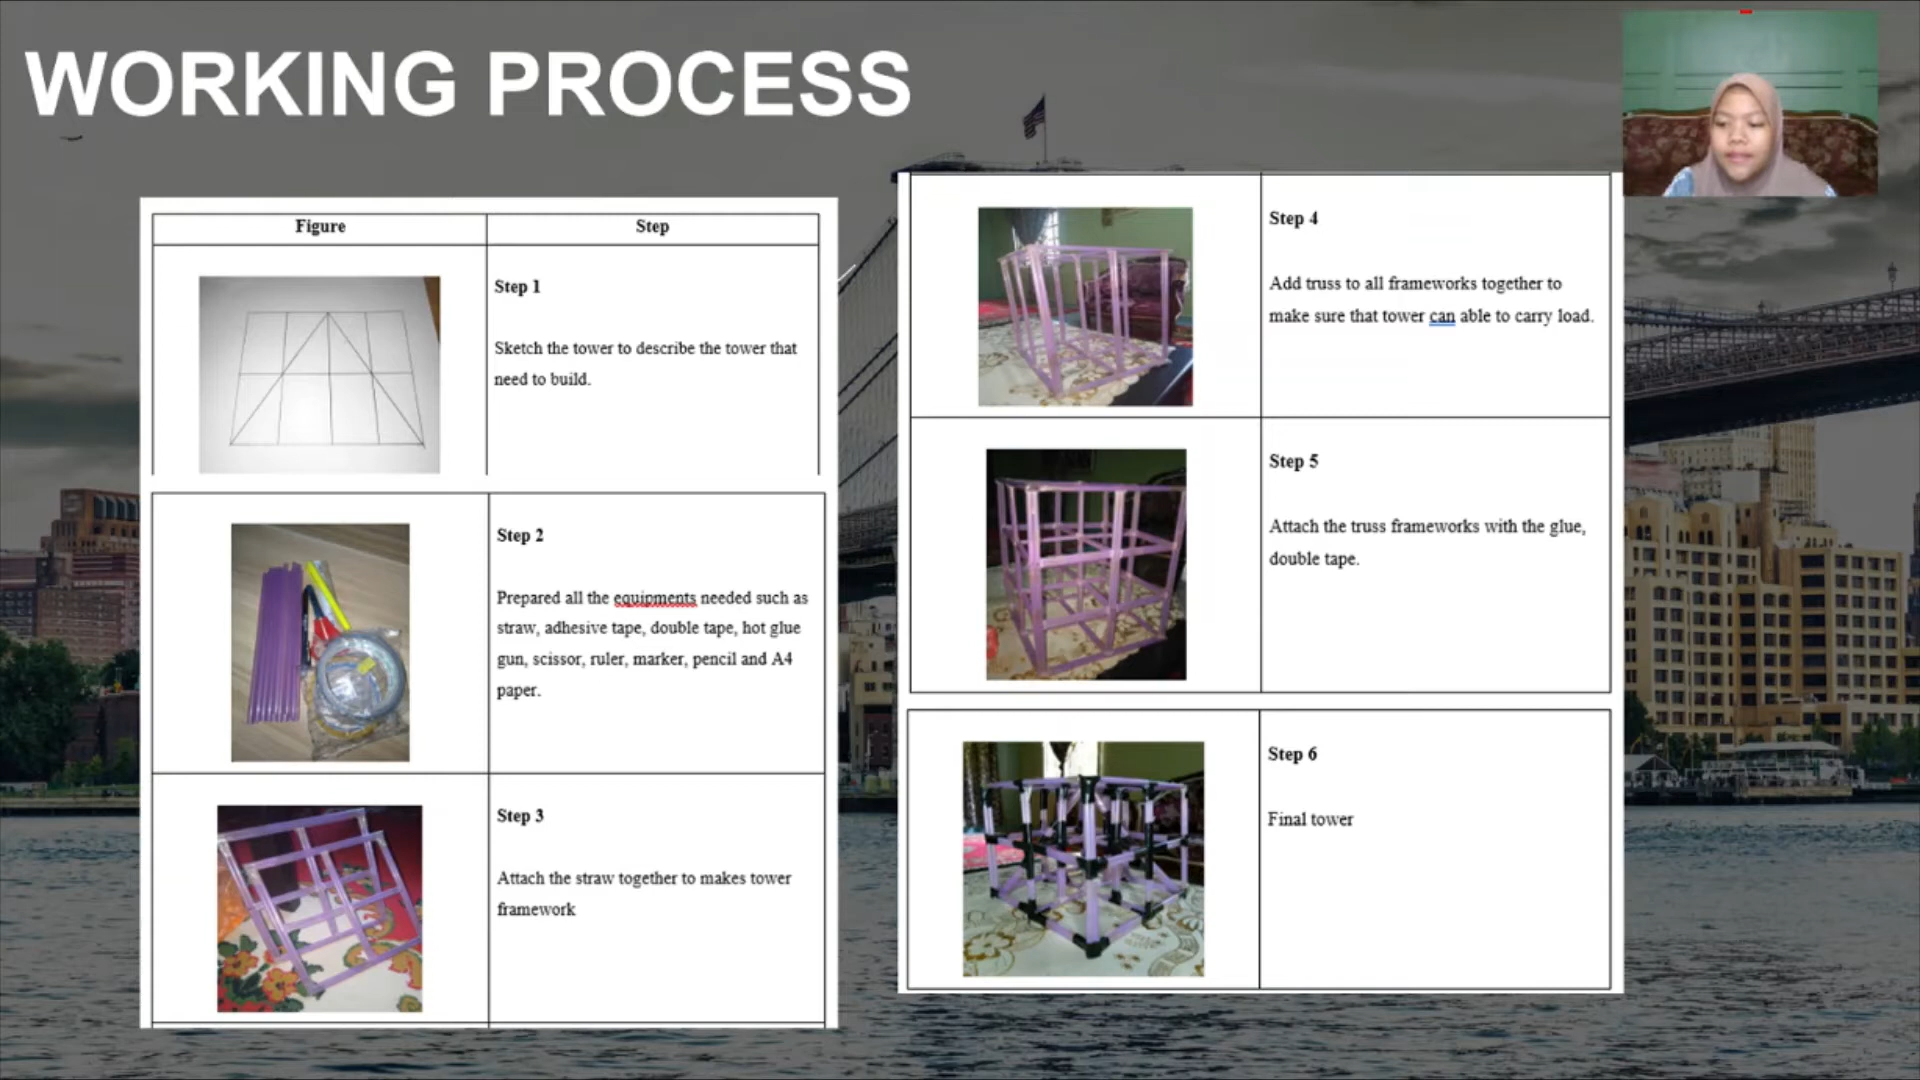 WORKING PROCESS
Figure
Step
Step 1
Sketch the tower to describe the tower that
need to build.
Step 2
Prepared all the equipments needed such as
straw, adhesive tape, double tape, hot glue
gun, scissor, ruler, marker, pencil and A4
paper.
Step 3
Attach the straw together to makes tower
framework
Step 4
Add truss to all frameworks together to
make sure that tower can able to carry load.
Step 5
Attach the truss frameworks with the glue,
double tape.
Step 6
Final tower